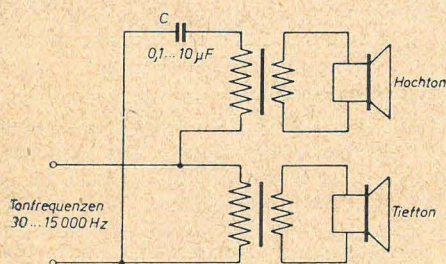 C
0,1...10 µF
Hochton
Tonfrequenzen
30...15 000 Hz
Tiefton